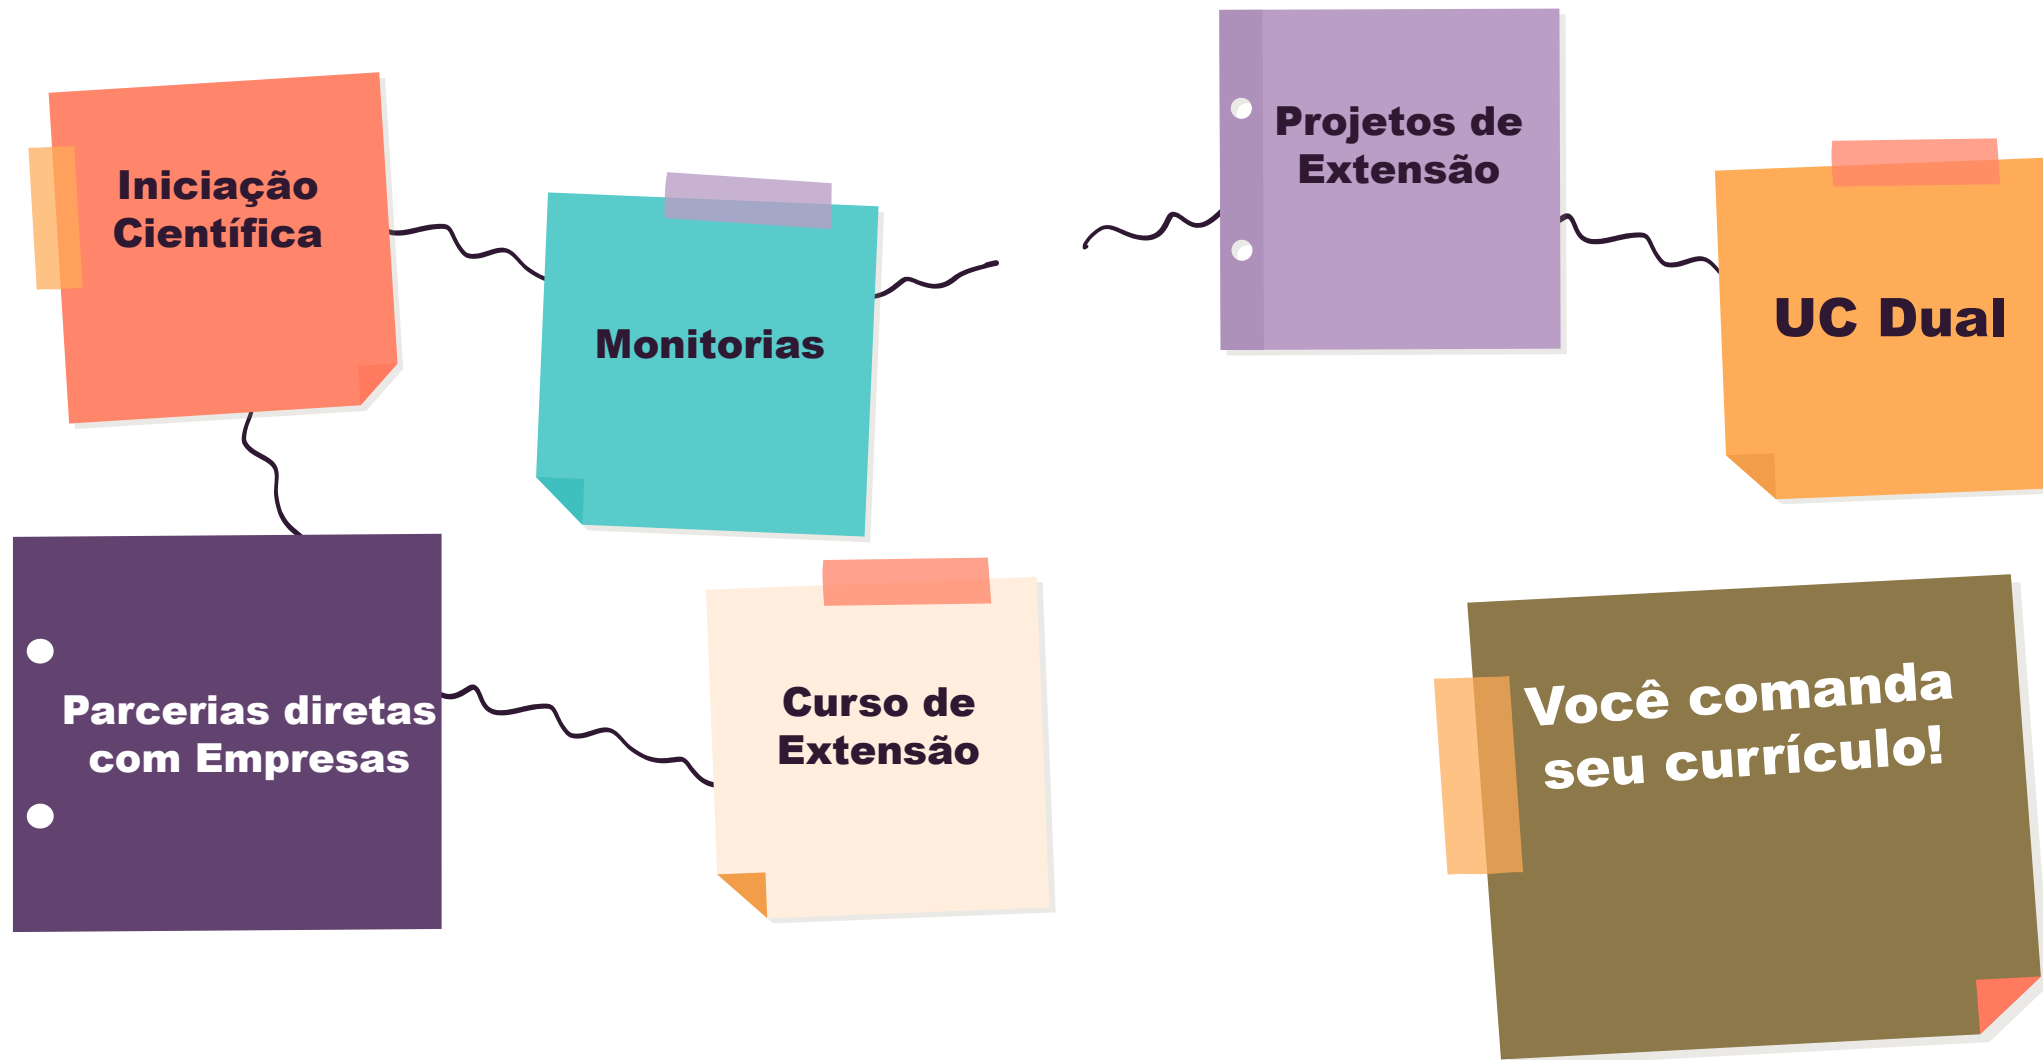 Iniciação
Científica
Monitorias
Projetos de
Extensão
UC Dual
Parcerias diretas
com Empresas
Curso de
Extensão
Você comanda
seu currículo!